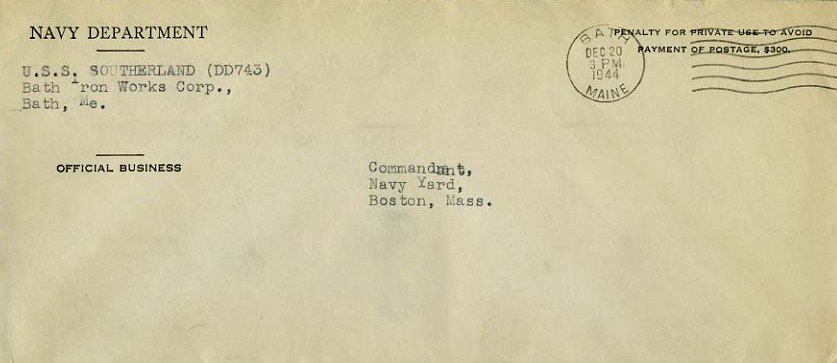 NAVY DEPARTMENT
U.S.S. SOUTHERLAND (DD743)
Bath Iron Works Corp.,
Bath, Me.
OFFICIAL BUSINESS
BATH
DEC 20
3 PM
1944
MAINE
PENALTY FOR PRIVATE USE TO AVOID
PAYMENT OF POSTAGE, $300.
Commandant,
Navy Yard,
Boston, Mass.